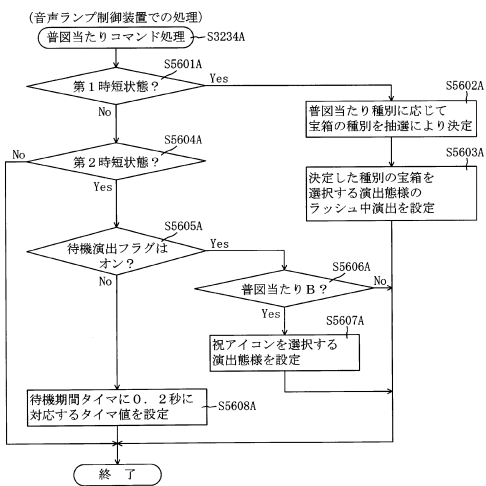 (音声ランプ制御装置での処理)
普図当たりコマンド処理
S3234A
S5601A
第1時短状態?
Yes
No
S5602A
普図当たり種別に応じて
宝箱の種別を抽選により決定
S5603A
決定した種別の宝箱を
選択する演出態様の
ラッシュ中演出を設定
S5604A
第2時短状態?
No
Yes
S5605A
待機演出フラグは
オン?
Yes
No
S5606A
普図当たりB?
No
Yes
S5607A
祝アイコンを選択する
演出態様を設定
待機期間タイマに0.2秒に
対応するタイマ値を設定
S5608A
終了